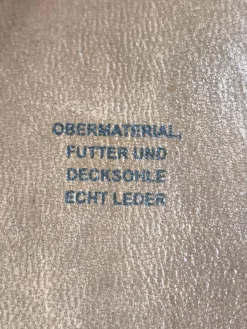 OBERMATERIAL,
FUTTER UND
DECKSOHLE
ECHT LEDER